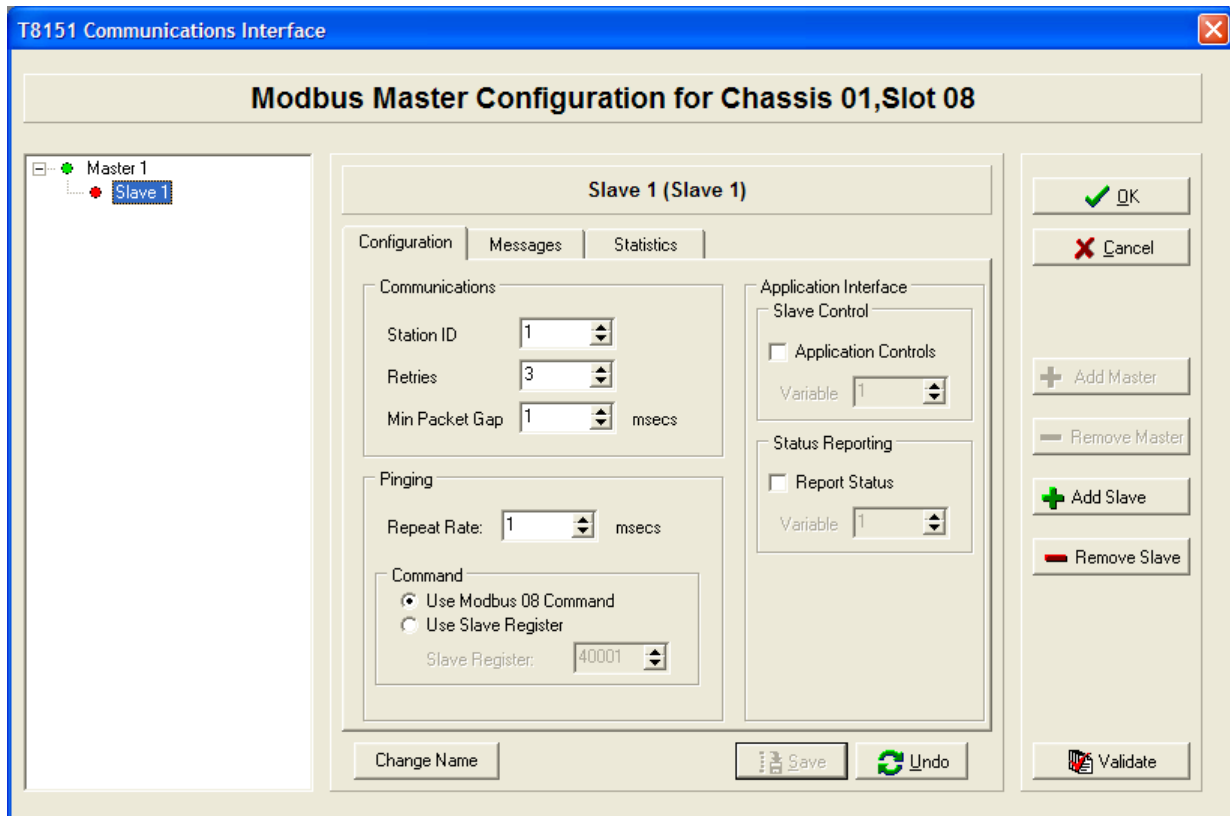 T8151 Communications Interface
Modbus Master Configuration for Chassis 01,Slot 08
Master 1
Slave 1
Slave 1 (Slave 1)
Configuration
Messages
Statistics
Communications
Station ID 1
Retries 3
Min Packet Gap 1 msecs
Pinging
Repeat Rate: 1 msecs
Command
Use Modbus 08 Command
Use Slave Register
Slave Register: 40001
Application Interface
Slave Control
Application Controls
Variable 1
Status Reporting
Report Status
Variable 1
Change Name
Save
Undo
OK
Cancel
Add Master
Remove Master
Add Slave
Remove Slave
Validate